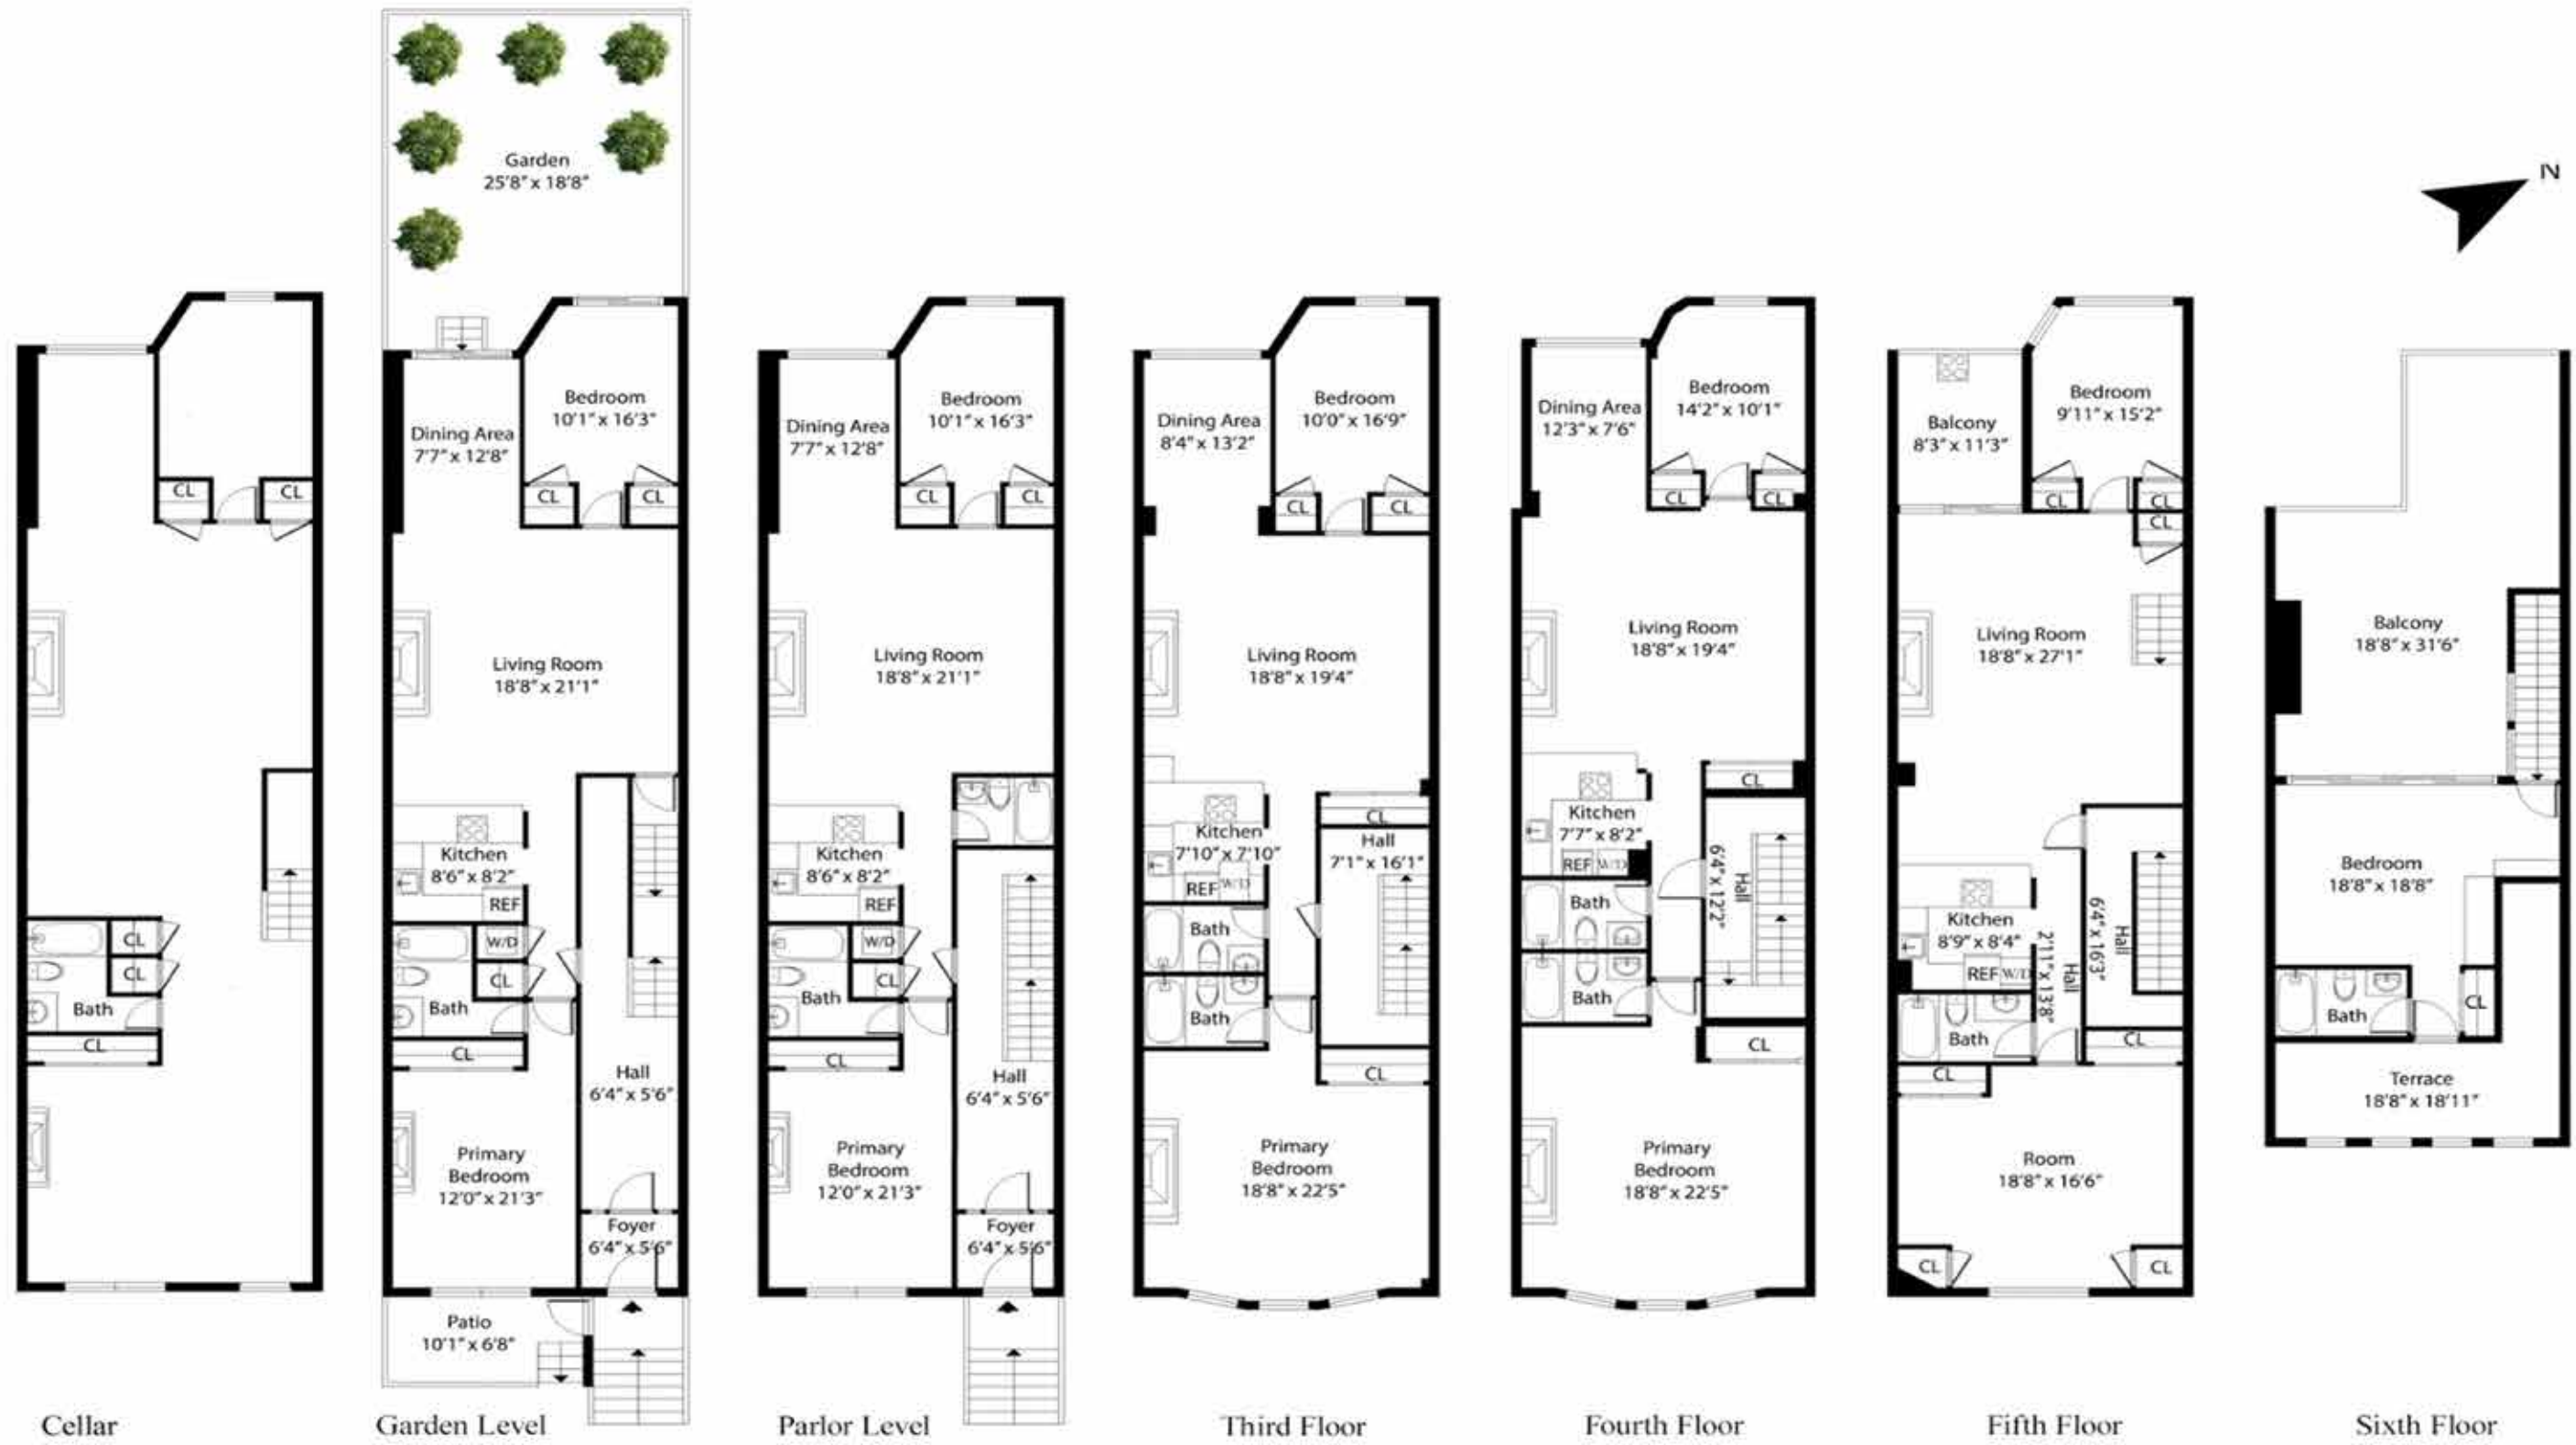 N
CL
CL
CL
CL
Bath
CL
Cellar
Garden
25'8" x 18'8"
Bedroom
10'1" x 16'3"
Dining Area
7'7" x 12'8"
CL
CL
Living Room
18'8" x 21'1"
Kitchen
8'6" x 8'2"
REF
W/D
CL
Bath
CL
Hall
6'4" x 5'6"
Primary
Bedroom
12'0" x 21'3"
Foyer
6'4" x 5'6"
Patio
10'1" x 6'8"
Garden Level
Bedroom
10'1" x 16'3"
Dining Area
7'7" x 12'8"
CL
CL
Living Room
18'8" x 21'1"
Kitchen
8'6" x 8'2"
REF
W/D
CL
Bath
CL
Hall
6'4" x 5'6"
Primary
Bedroom
12'0" x 21'3"
Foyer
6'4" x 5'6"
Parlor Level
Bedroom
10'0" x 16'9"
Dining Area
8'4" x 13'2"
CL
CL
Living Room
18'8" x 19'4"
CL
Kitchen
7'10" x 7'10"
REF
W/D
Hall
7'1" x 16'1"
Bath
Bath
CL
Primary
Bedroom
18'8" x 22'5"
Third Floor
Bedroom
14'2" x 10'1"
Dining Area
12'3" x 7'6"
CL
CL
Living Room
18'8" x 19'4"
CL
Kitchen
7'7" x 8'2"
REF
W/D
Hall
6'4" x 12'2"
Bath
Bath
CL
Primary
Bedroom
18'8" x 22'5"
Fourth Floor
Bedroom
9'11" x 15'2"
Balcony
8'3" x 11'3"
CL
CL
CL
Living Room
18'8" x 27'1"
Kitchen
8'9" x 8'4"
REF
W/D
Hall
2'11" x 13'8"
Hall
6'4" x 16'3"
Bath
CL
CL
Room
18'8" x 16'6"
CL
CL
Fifth Floor
Balcony
18'8" x 31'6"
Bedroom
18'8" x 18'8"
CL
Bath
Terrace
18'8" x 18'11"
Sixth Floor